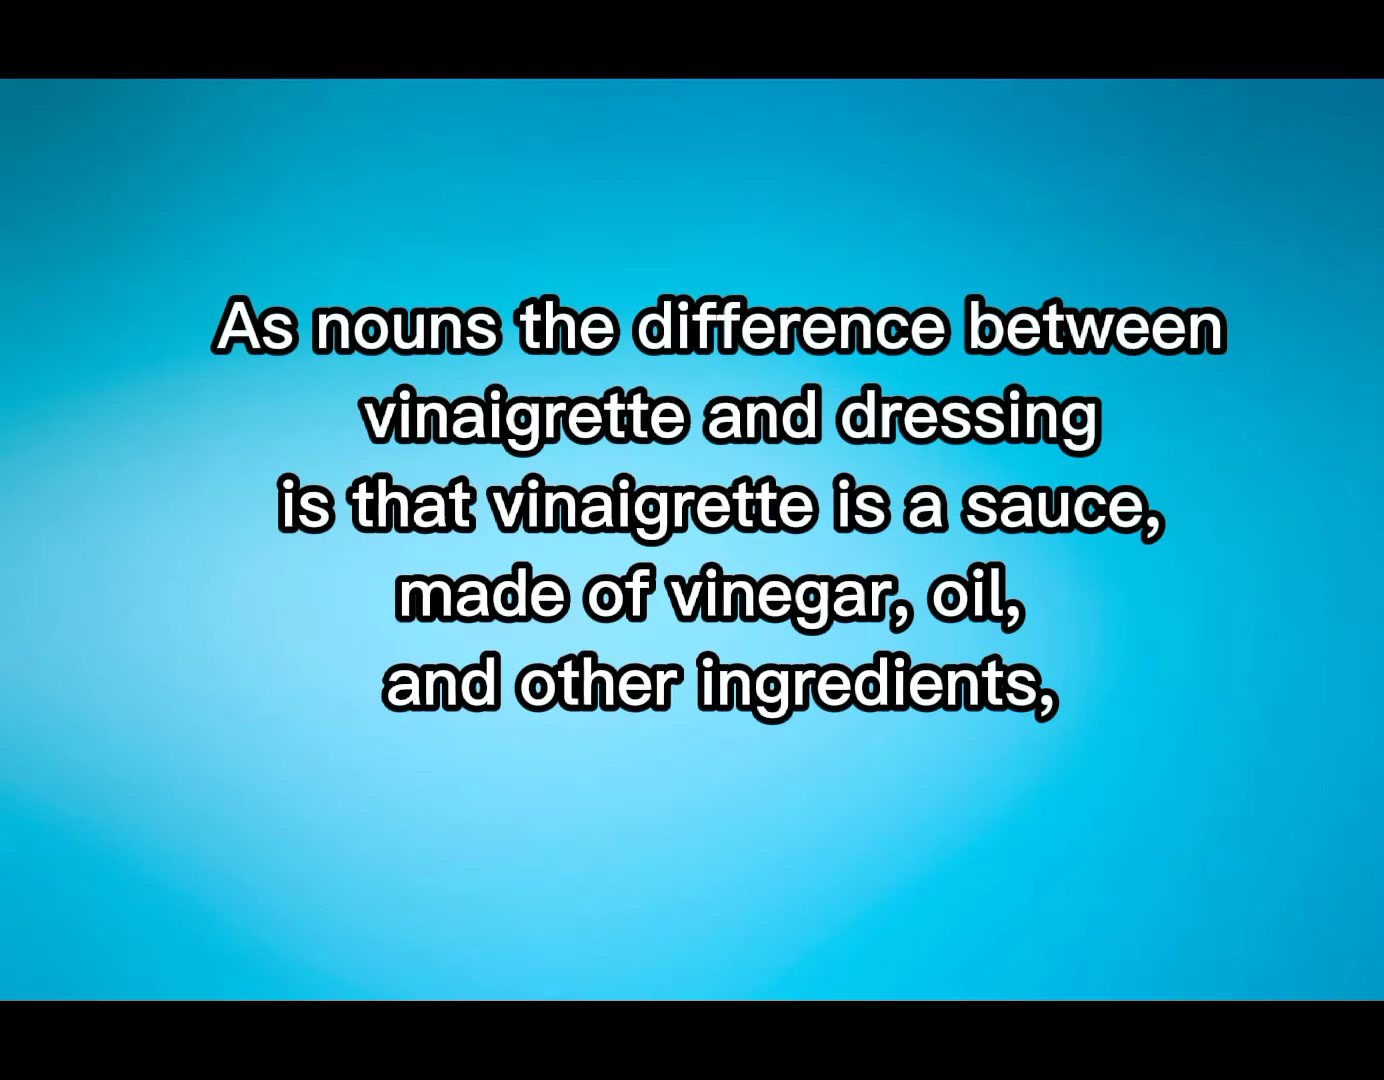 As nouns the difference between
vinaigrette and dressing
is that vinaigrette is a sauce,
made of vinegar, oil,
and other ingredients,